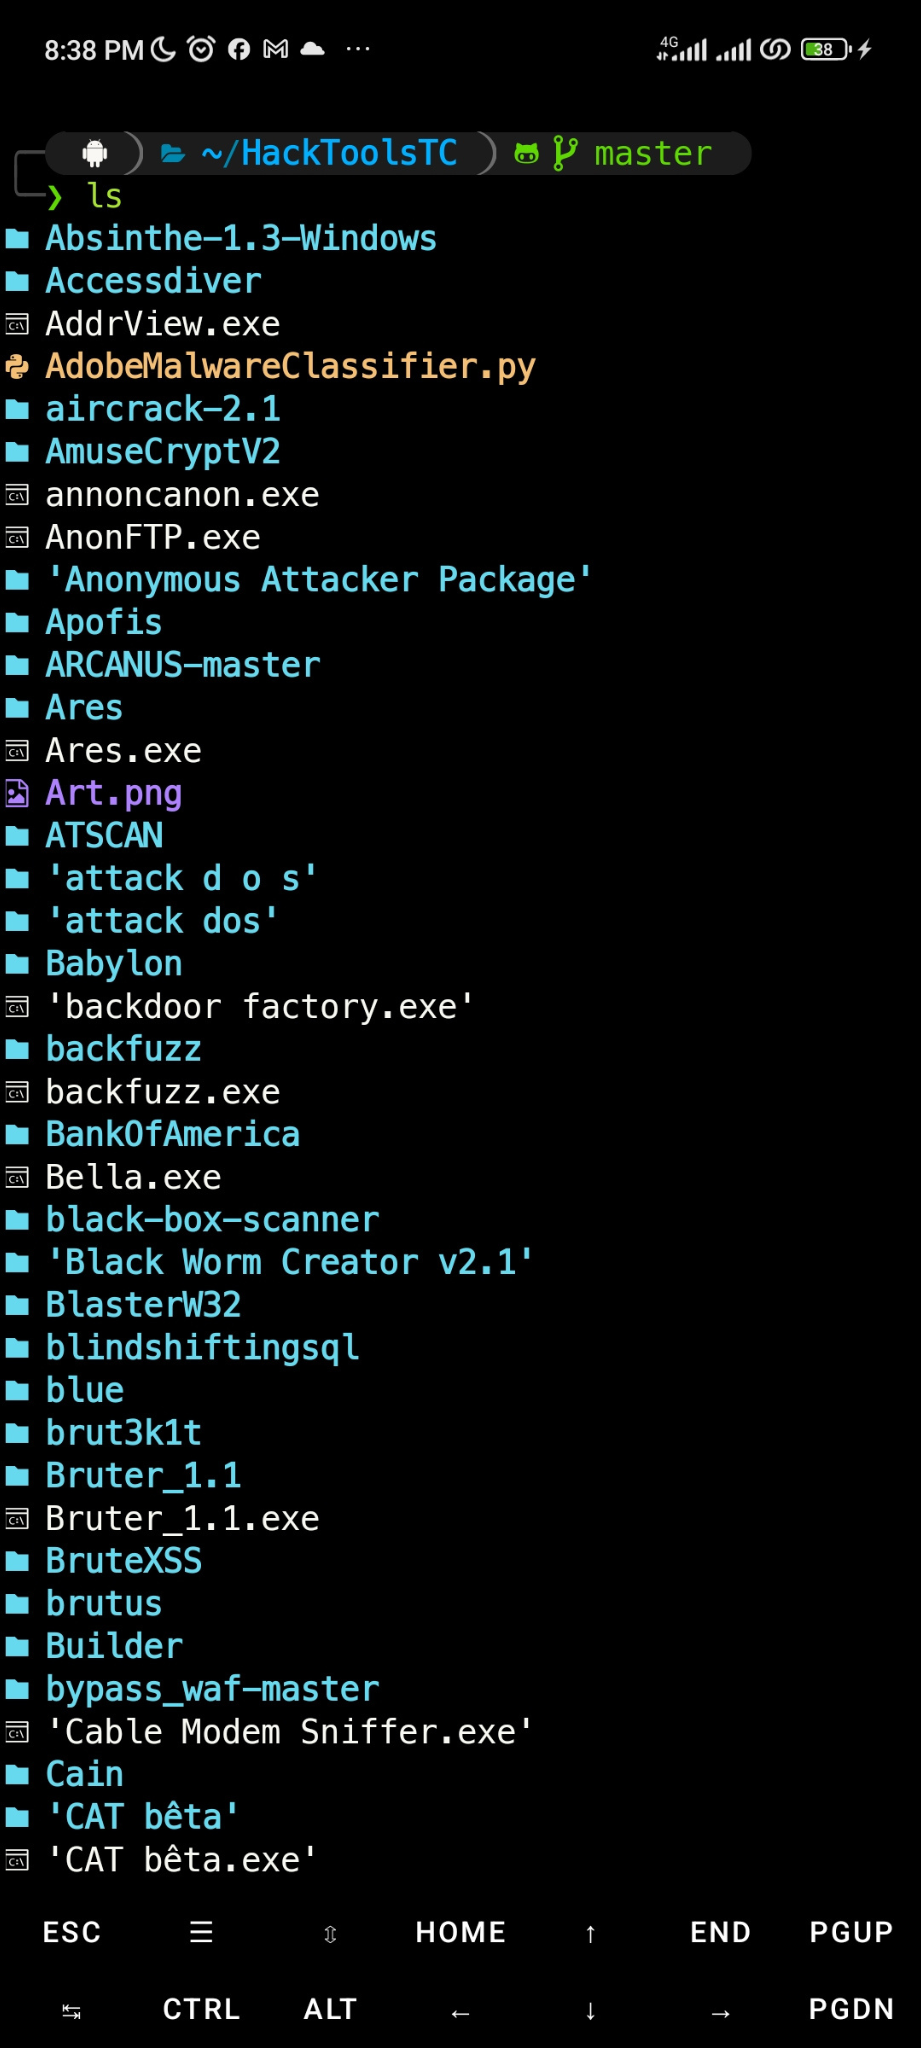 8:38 PM ... 4G 38
~/HackToolsTC master
❯ ls
Absinthe-1.3-Windows
Accessdiver
AddrView.exe
AdobeMalwareClassifier.py
aircrack-2.1
AmuseCryptV2
annoncanon.exe
AnonFTP.exe
'Anonymous Attacker Package'
Apofis
ARCANUS-master
Ares
Ares.exe
Art.png
ATSCAN
'attack d o s'
'attack dos'
Babylon
'backdoor factory.exe'
backfuzz
backfuzz.exe
BankOfAmerica
Bella.exe
black-box-scanner
'Black Worm Creator v2.1'
BlasterW32
blindshiftingsql
blue
brut3k1t
Bruter_1.1
Bruter_1.1.exe
BruteXSS
brutus
Builder
bypass_waf-master
'Cable Modem Sniffer.exe'
Cain
'CAT bêta'
'CAT bêta.exe'
ESC ☰ ⇳ HOME ↑ END PGUP
↹ CTRL ALT ← ↓ → PGDN